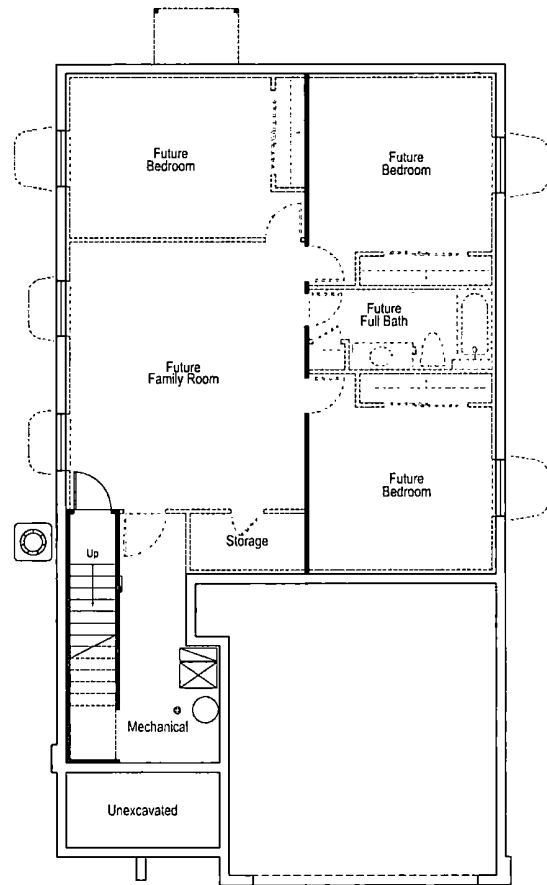 Future
Bedroom
Future
Bedroom
Future
Full Bath
Future
Family Room
Future
Bedroom
Storage
Up
Mechanical
Unexcavated